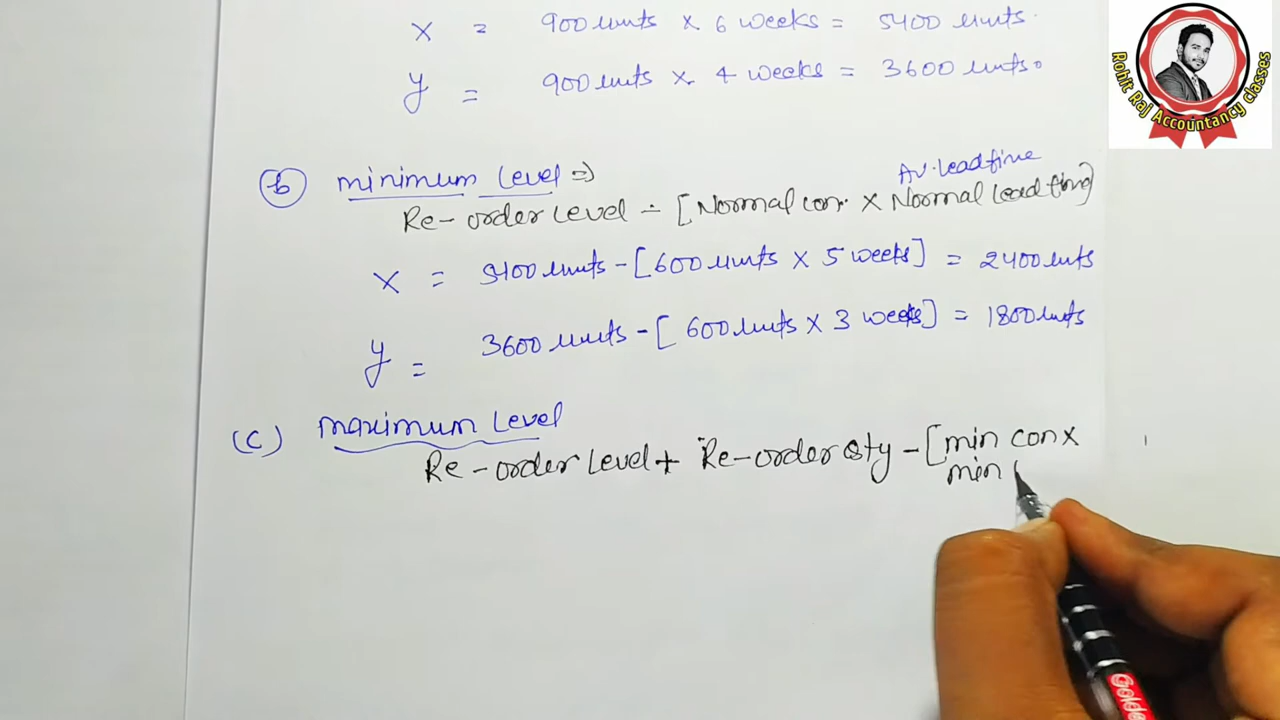 x = 900 units × 6 weeks = 5400 units.
y = 900 units × 4 weeks = 3600 units.
(b) minimum Level ⇒
Av. lead time
Re-order Level - [Normal con. × Normal lead time]
x = 5400 units - [600 units × 5 weeks] = 2400 units
y = 3600 units - [600 units × 3 weeks] = 1800 units
(c) maximum Level
Re-order Level + Re-order Qty - [min con ×
min
Rohit Raj Accountancy classes
Golde